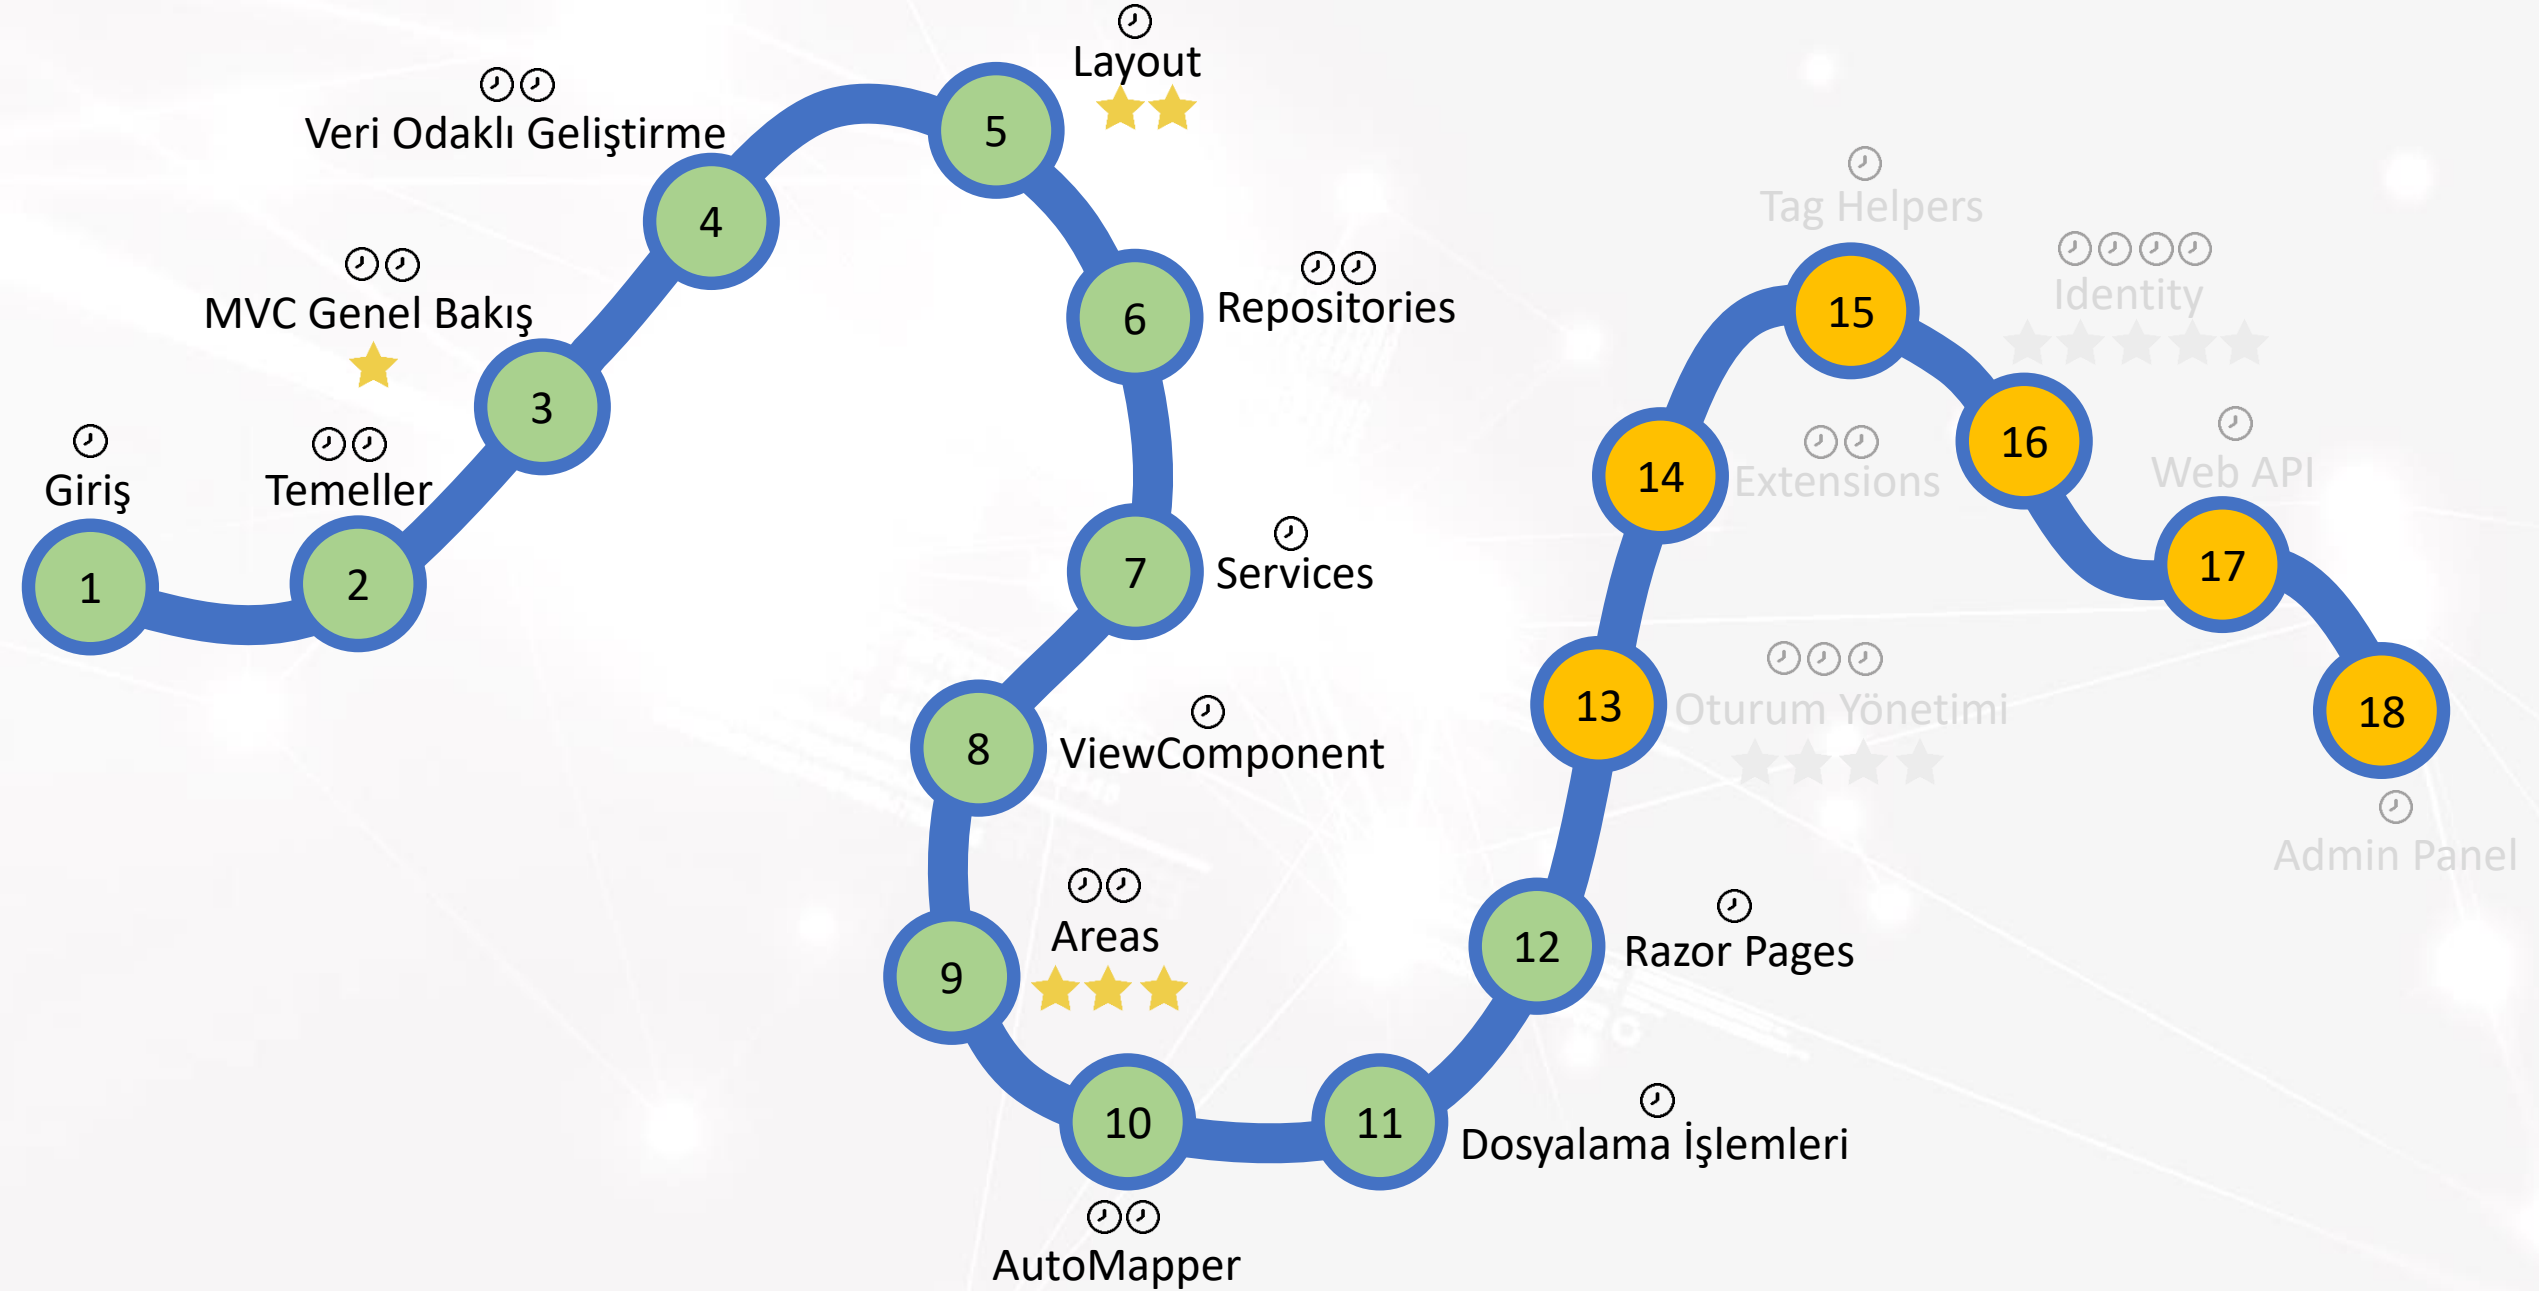 Giriş
1
Temeller
2
MVC Genel Bakış
3
Veri Odaklı Geliştirme
4
Layout
5
Repositories
6
Services
7
ViewComponent
8
Areas
9
AutoMapper
10
Dosyalama İşlemleri
11
Razor Pages
12
Oturum Yönetimi
13
Extensions
14
Tag Helpers
15
Identity
16
Web API
17
Admin Panel
18